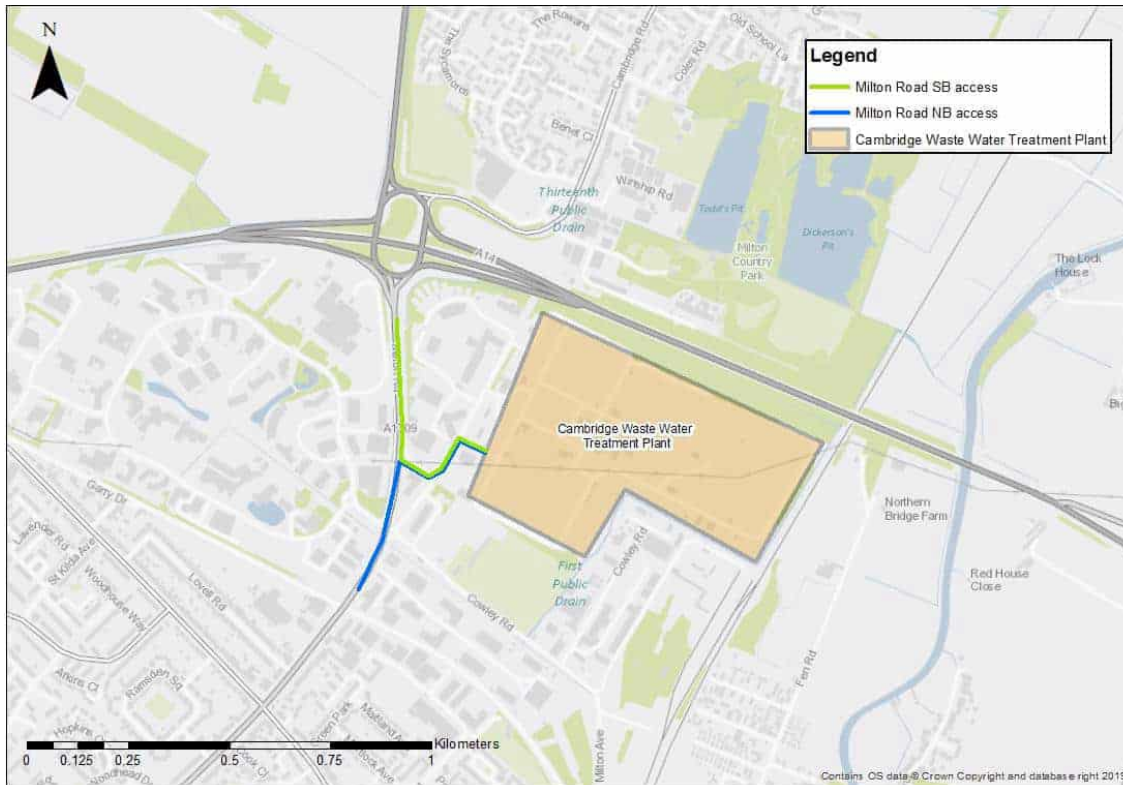 N
Legend
Milton Road SB access
Milton Road NB access
Cambridge Waste Water Treatment Plant
The Rowans
The Sycamores
Cambridge Rd
Coles Rd
Old School La
Benet Cl
Winship Rd
Thirteenth
Public
Drain
Todd's Pit
Dickerson's
Pit
Milton
Country
Park
The Lock
House
A14
Cambridge Waste Water
Treatment Plant
Garry Dr
Lavender Rd
St Kilda Ave
Woodhouse Way
Lovell Rd
Northern
Bridge Farm
Red House
Close
First
Public
Drain
Cowley Rd
Cowley Rd
Fen Rd
Ramsden Sq
Milton Ave
Kilometers
0 0.125 0.25 0.5 0.75 1
Contains OS data © Crown Copyright and database right 2019